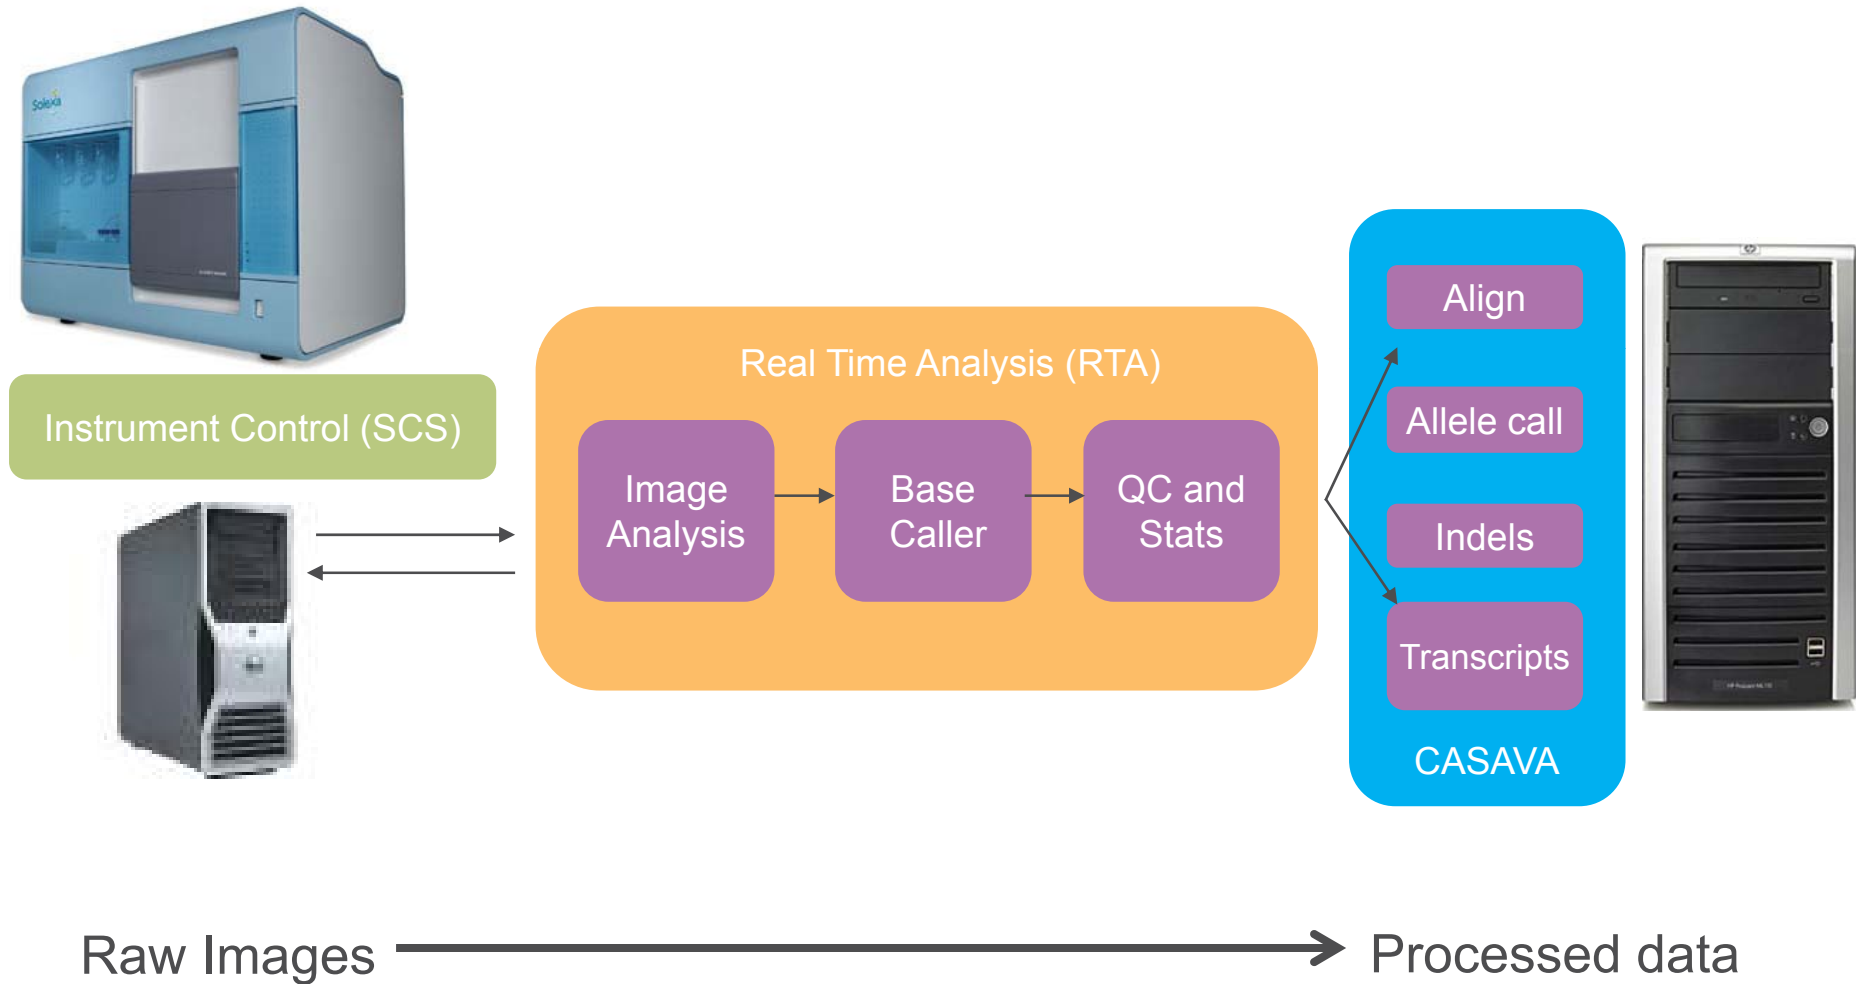 Solexa
Instrument Control (SCS)
Real Time Analysis (RTA)
Image
Analysis
Base
Caller
QC and
Stats
Align
Allele call
Indels
Transcripts
CASAVA
hp
Raw Images
Processed data